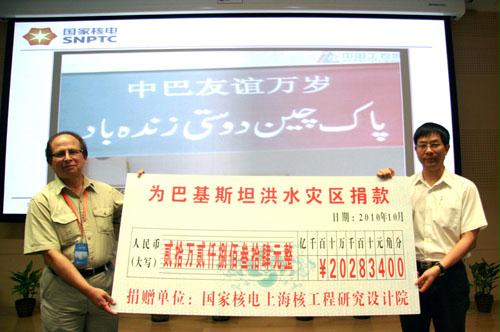 国家核电
SNPTC
中巴友谊万岁
پاک چین دوستی زندہ باد
为巴基斯坦洪水灾区捐款
日期：2010年10月
人民币
(大写)
贰拾万贰仟捌佰叁拾肆元整
亿千百十万千百十元角分
¥20283400
捐赠单位：国家核电上海核工程研究设计院